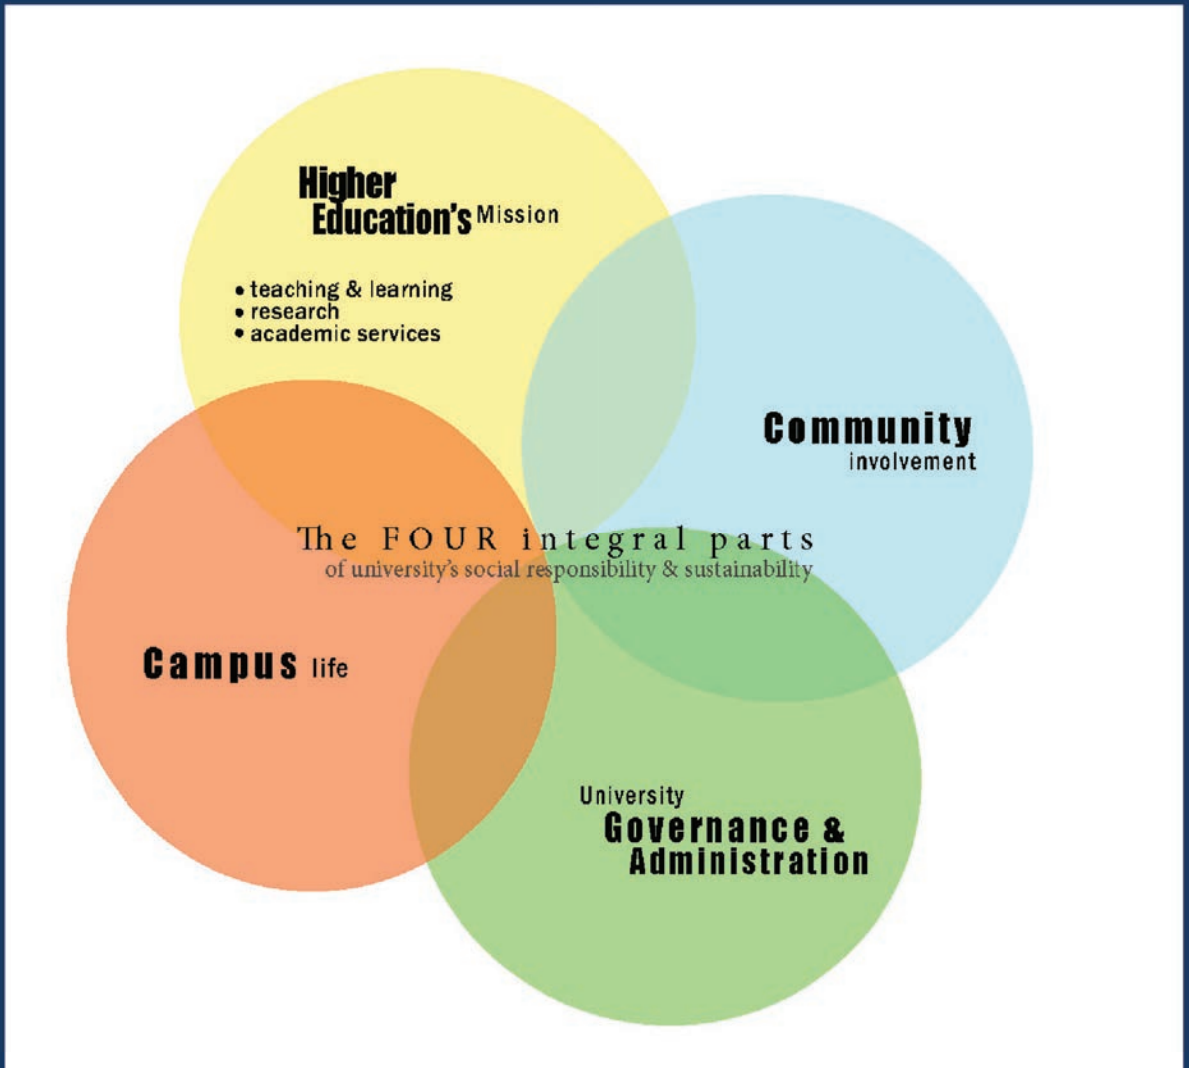 Higher
Education's Mission
• teaching & learning
• research
• academic services
Community
involvement
The FOUR integral parts
of university's social responsibility & sustainability
Campus life
University
Governance &
Administration